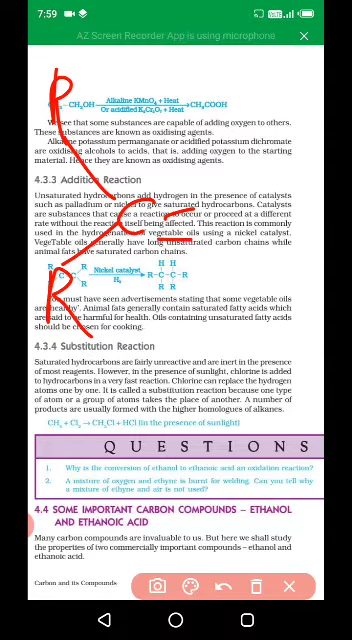 7:59
AZ Screen Recorder App is using microphone
CH₂OH Alkaline KMnO₄ + Heat
Or acidified K₂Cr₂O₇ + Heat → CH₃COOH
We see that some substances are capable of adding oxygen to others.
These substances are known as oxidising agents.
Alkaline potassium permanganate or acidified potassium dichromate
are oxidising alcohols to acids, that is, adding oxygen to the starting
material. Hence they are known as oxidising agents.
4.3.3 Addition Reaction
Unsaturated hydrocarbons add hydrogen in the presence of catalysts
such as palladium or nickel to give saturated hydrocarbons. Catalysts
are substances that cause a reaction to occur or proceed at a different
rate without the reaction itself being affected. This reaction is commonly
used in the hydrogenation of vegetable oils using a nickel catalyst.
VegeTable oils generally have long unsaturated carbon chains while
animal fats have saturated carbon chains.
R
C C
R
R
Nickel catalyst
H₂
H H
R–C–C–R
R R
You must have seen advertisements stating that some vegetable oils
are 'healthy'. Animal fats generally contain saturated fatty acids which
are said to be harmful for health. Oils containing unsaturated fatty acids
should be chosen for cooking.
4.3.4 Substitution Reaction
Saturated hydrocarbons are fairly unreactive and are inert in the presence
of most reagents. However, in the presence of sunlight, chlorine is added
to hydrocarbons in a very fast reaction. Chlorine can replace the hydrogen
atoms one by one. It is called a substitution reaction because one type
of atom or a group of atoms takes the place of another. A number of
products are usually formed with the higher homologues of alkanes.
CH₄ + Cl₂ → CH₃Cl + HCl (in the presence of sunlight)
QUESTIONS
1. Why is the conversion of ethanol to ethanoic acid an oxidation reaction?
2. A mixture of oxygen and ethyne is burnt for welding. Can you tell why
a mixture of ethyne and air is not used?
4.4 SOME IMPORTANT CARBON COMPOUNDS – ETHANOL
AND ETHANOIC ACID
Many carbon compounds are invaluable to us. But here we shall study
the properties of two commercially important compounds – ethanol and
ethanoic acid.
Carbon and its Compounds